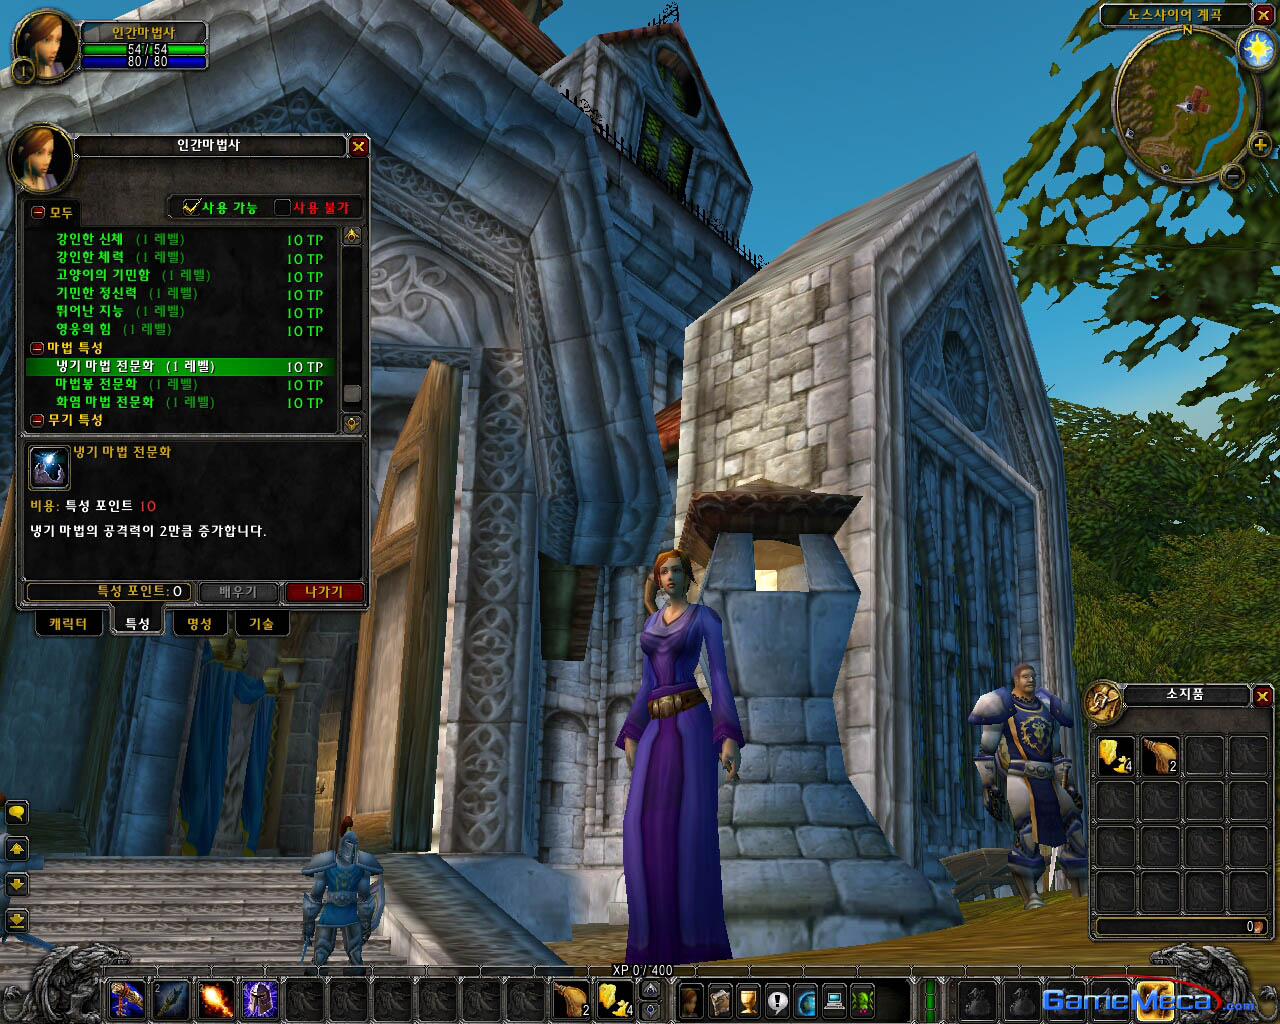 인간마법사
54 / 54
80 / 80
1
노스샤이어 계곡
N
인간마법사
모두
사용 가능
사용 불가
강인한 신체 (1 레벨) 10 TP
강인한 체력 (1 레벨) 10 TP
고양이의 기민함 (1 레벨) 10 TP
기민한 정신력 (1 레벨) 10 TP
뛰어난 지능 (1 레벨) 10 TP
영웅의 힘 (1 레벨) 10 TP
마법 특성
냉기 마법 전문화 (1 레벨) 10 TP
마법봉 전문화 (1 레벨) 10 TP
화염 마법 전문화 (1 레벨) 10 TP
무기 특성
냉기 마법 전문화
비용: 특성 포인트 10
냉기 마법의 공격력이 2만큼 증가합니다.
특성 포인트: 0
배우기
나가기
캐릭터
특성
명성
기술
소지품
4
2
0
XP 0 / 400
2
2
4
GameMeca.com